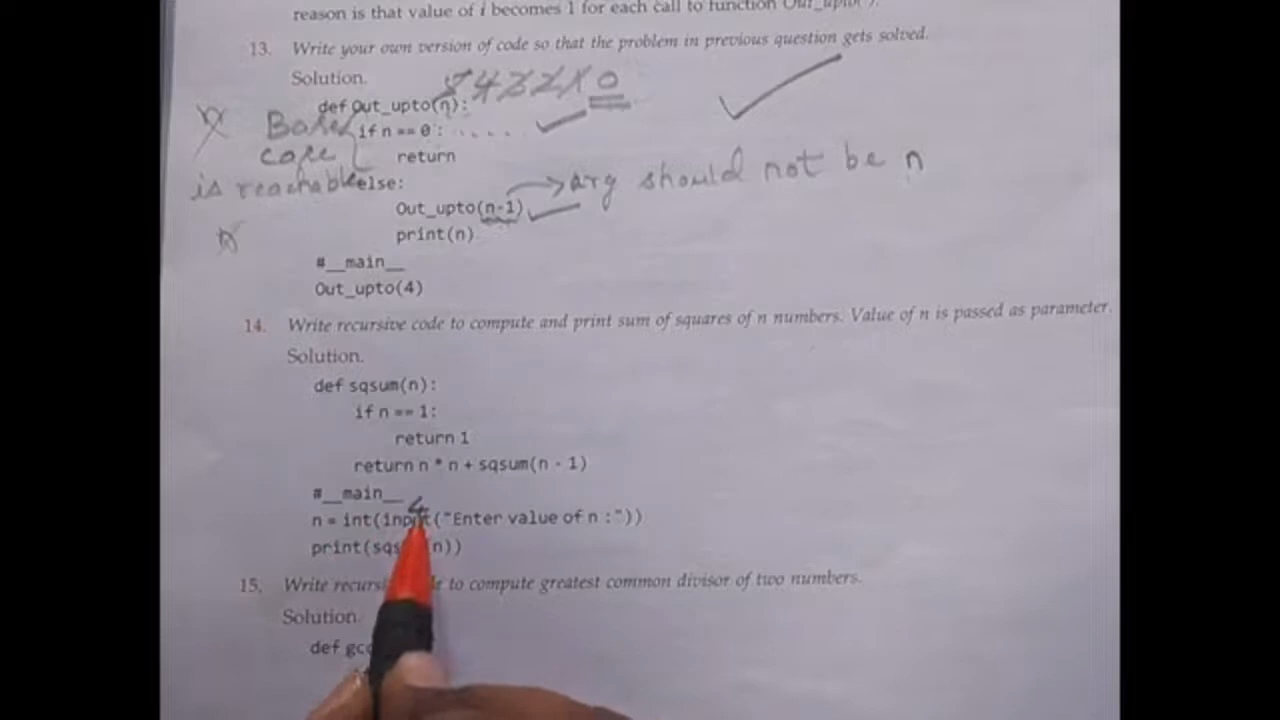 reason is that value of i becomes 1 for each call to function Out_upto( ).
13. Write your own version of code so that the problem in previous question gets solved.
Solution.
def Out_upto(n):
if n == 0 :
Base case is reachable
return
else:
Out_upto(n-1)
arg should not be n
print(n)
#__main__
Out_upto(4)
14. Write recursive code to compute and print sum of squares of n numbers. Value of n is passed as parameter.
Solution.
def sqsum(n):
if n == 1:
return 1
return n * n + sqsum(n - 1)
#__main__
4
n = int(input("Enter value of n :"))
print(sqs n))
15. Write recursi to compute greatest common divisor of two numbers.
Solution.
def gc